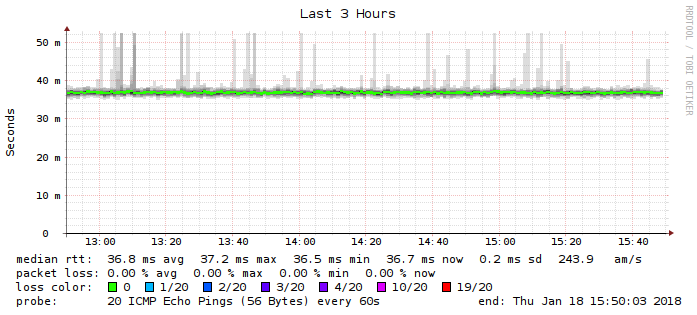 Last 3 Hours
RRDTOOL / TOBI OETIKER
Seconds
50 m
40 m
30 m
20 m
10 m
0
13:00 13:20 13:40 14:00 14:20 14:40 15:00 15:20 15:40
median rtt: 36.8 ms avg 37.2 ms max 36.5 ms min 36.7 ms now 0.2 ms sd 243.9 am/s
packet loss: 0.00 % avg 0.00 % max 0.00 % min 0.00 % now
loss color: 0 1/20 2/20 3/20 4/20 10/20 19/20
probe: 20 ICMP Echo Pings (56 Bytes) every 60s end: Thu Jan 18 15:50:03 2018